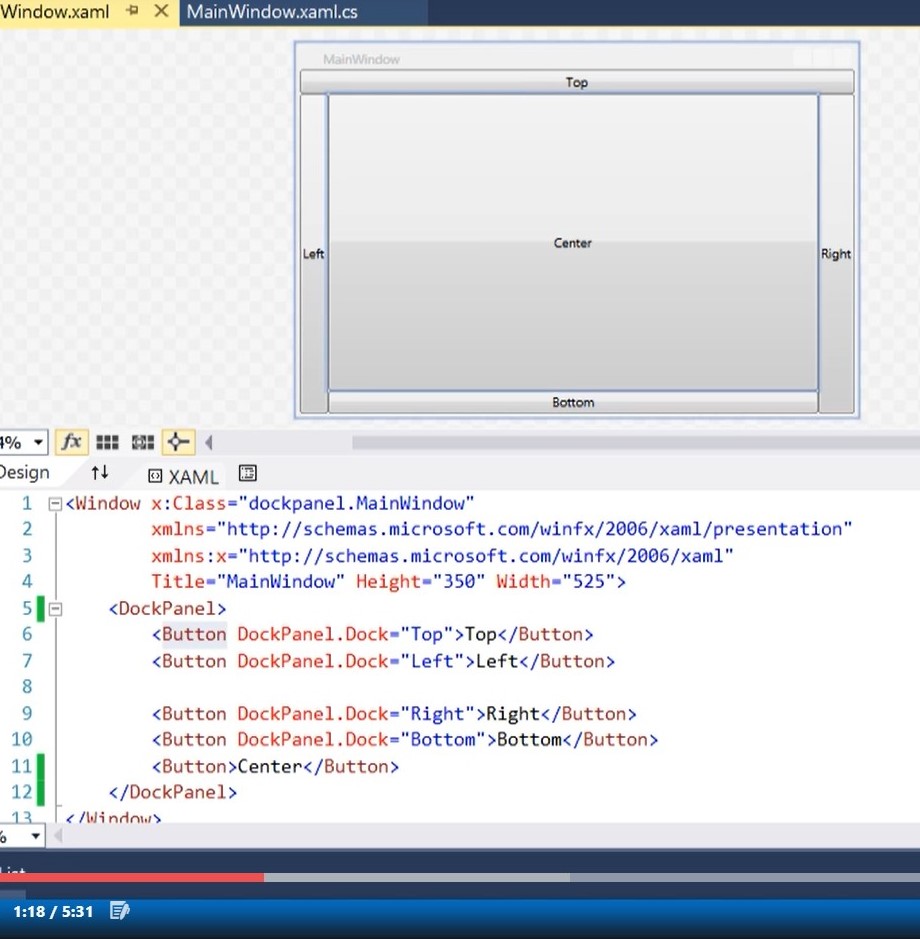 Window.xaml MainWindow.xaml.cs
MainWindow
Top
Left Center Right
Bottom
4%
fx
Design XAML
1 <Window x:Class="dockpanel.MainWindow"
2 xmlns="http://schemas.microsoft.com/winfx/2006/xaml/presentation"
3 xmlns:x="http://schemas.microsoft.com/winfx/2006/xaml"
4 Title="MainWindow" Height="350" Width="525">
5 <DockPanel>
6 <Button DockPanel.Dock="Top">Top</Button>
7 <Button DockPanel.Dock="Left">Left</Button>
8
9 <Button DockPanel.Dock="Right">Right</Button>
10 <Button DockPanel.Dock="Bottom">Bottom</Button>
11 <Button>Center</Button>
12 </DockPanel>
13 </Window>
%
1:18 / 5:31